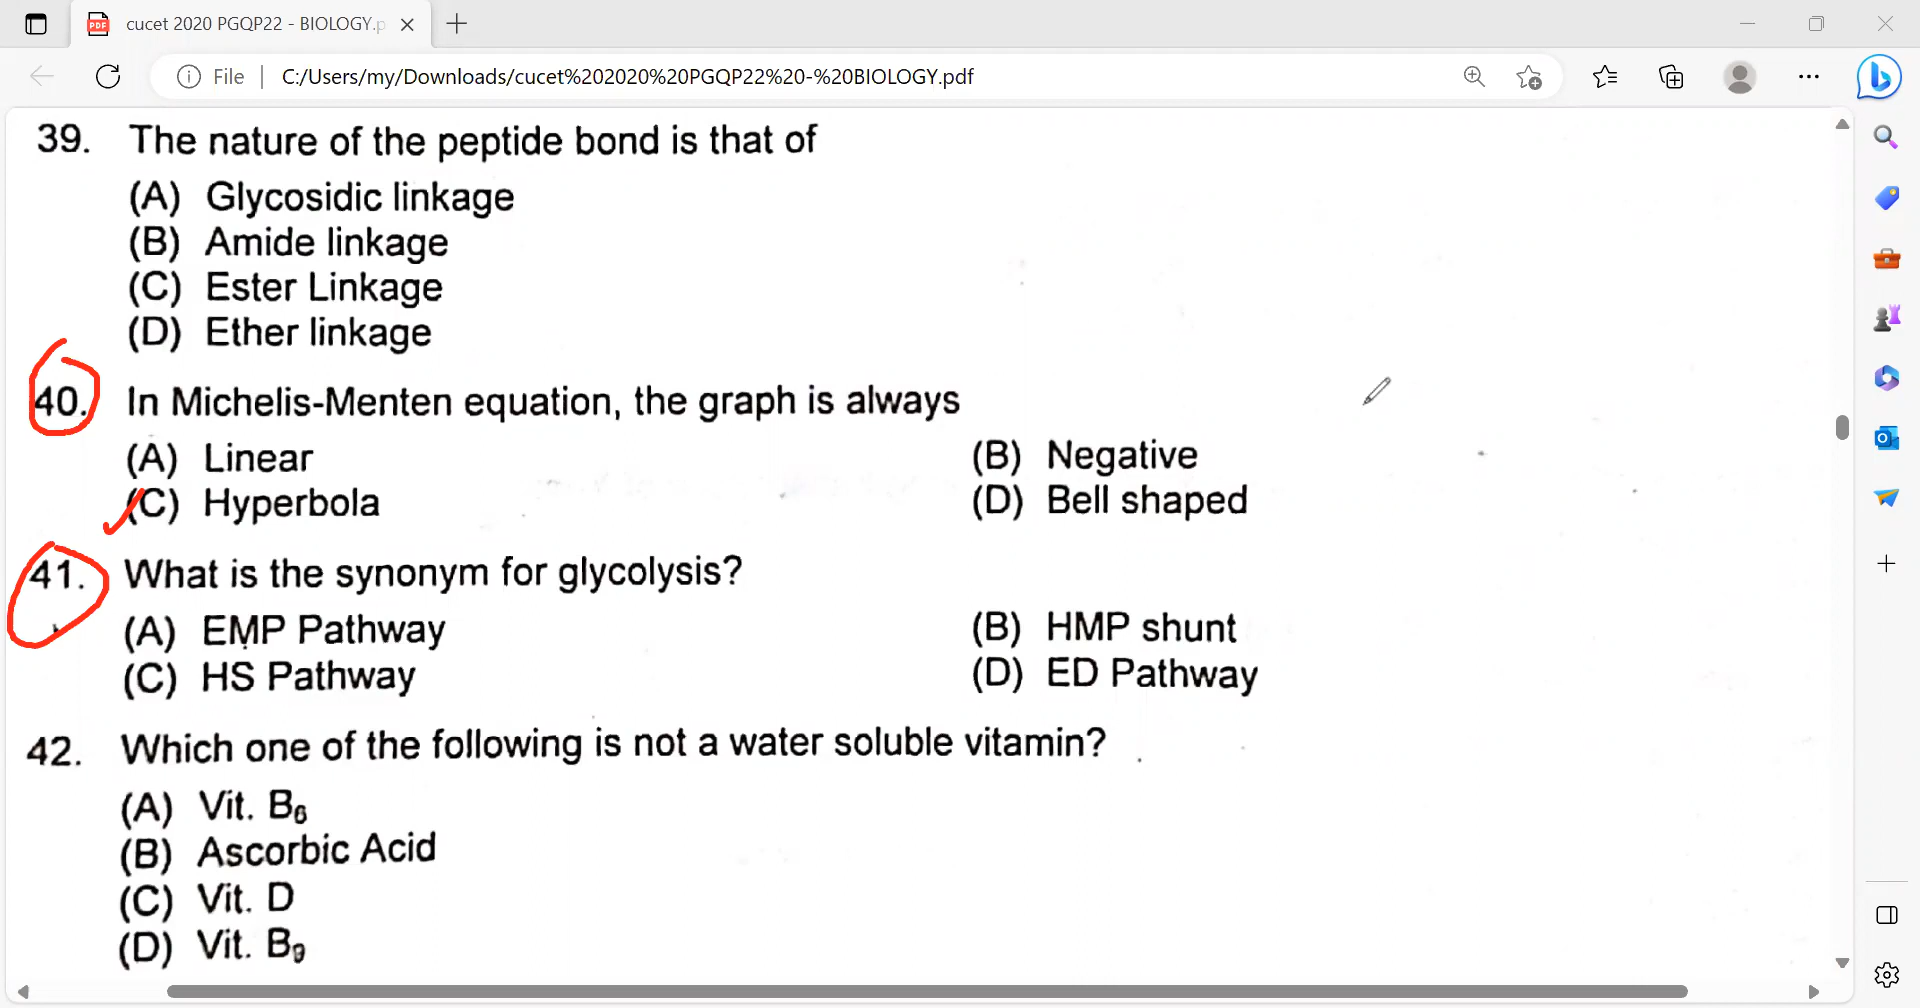 cucet 2020 PGQP22 - BIOLOGY.p
File C:/Users/my/Downloads/cucet%202020%20PGQP22%20-%20BIOLOGY.pdf
39. The nature of the peptide bond is that of
(A) Glycosidic linkage
(B) Amide linkage
(C) Ester Linkage
(D) Ether linkage
40. In Michelis-Menten equation, the graph is always
(A) Linear (B) Negative
(C) Hyperbola (D) Bell shaped
41. What is the synonym for glycolysis?
(A) EMP Pathway (B) HMP shunt
(C) HS Pathway (D) ED Pathway
42. Which one of the following is not a water soluble vitamin?
(A) Vit. B₆
(B) Ascorbic Acid
(C) Vit. D
(D) Vit. B₉